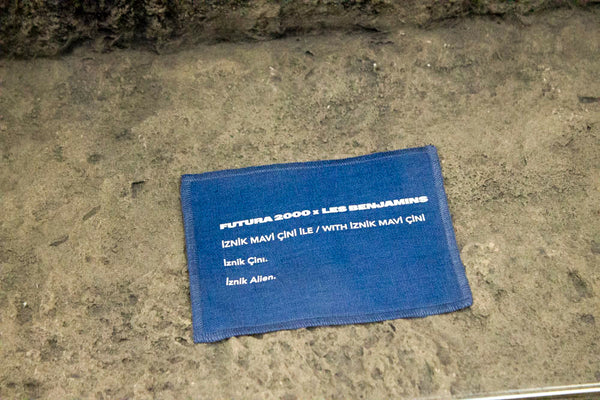 FUTURA 2000 x LES BENJAMINS
İZNİK MAVİ ÇİNİ İLE / WITH İZNİK MAVİ ÇİNİ
İznik Çini.
İznik Alien.